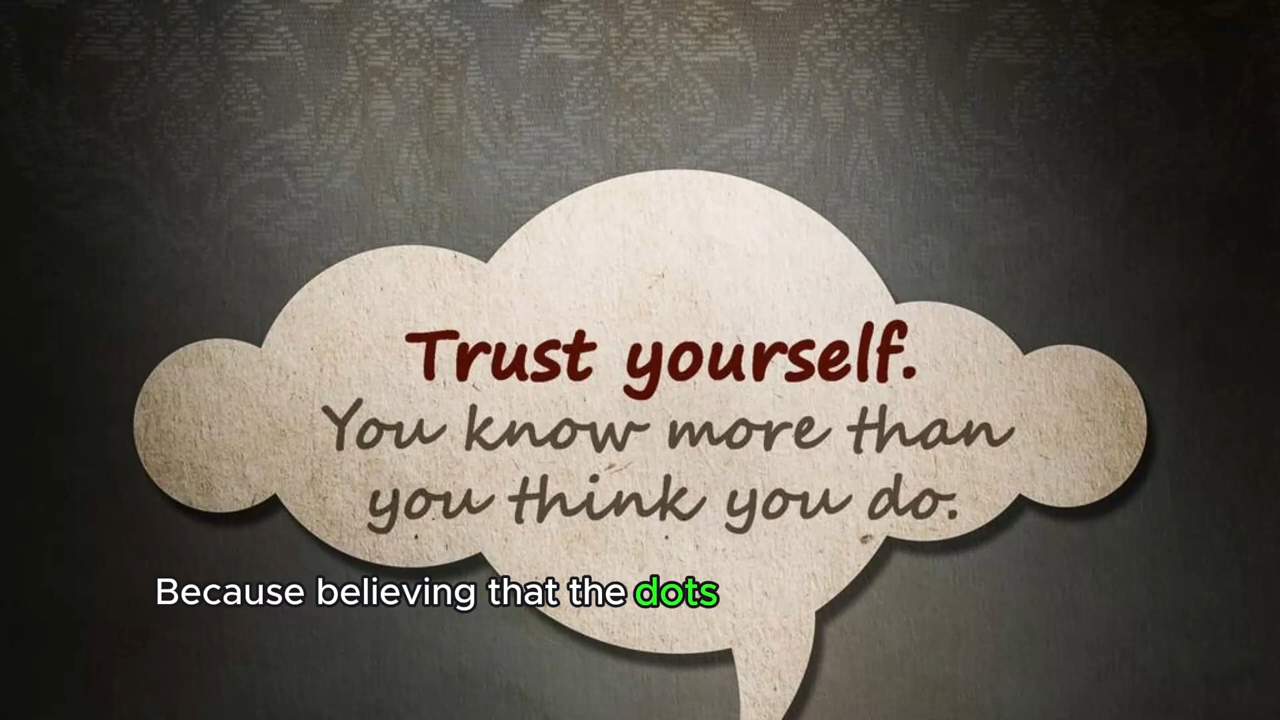 Trust yourself.
You know more than
you think you do.
Because believing that the dots